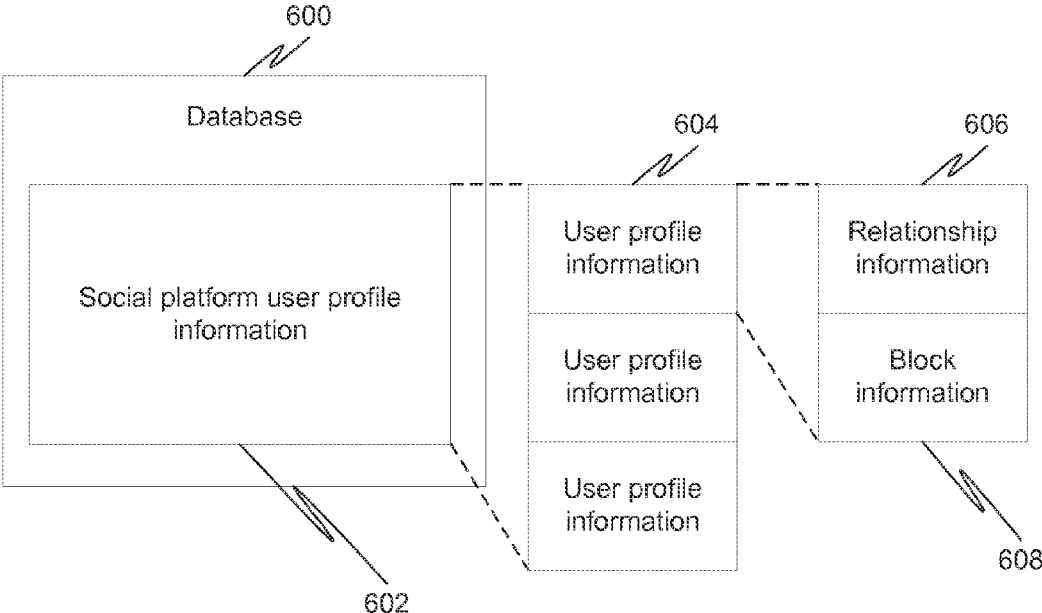 600
Database
604
606
User profile
information
Relationship
information
Social platform user profile
information
User profile
information
Block
information
User profile
information
608
602